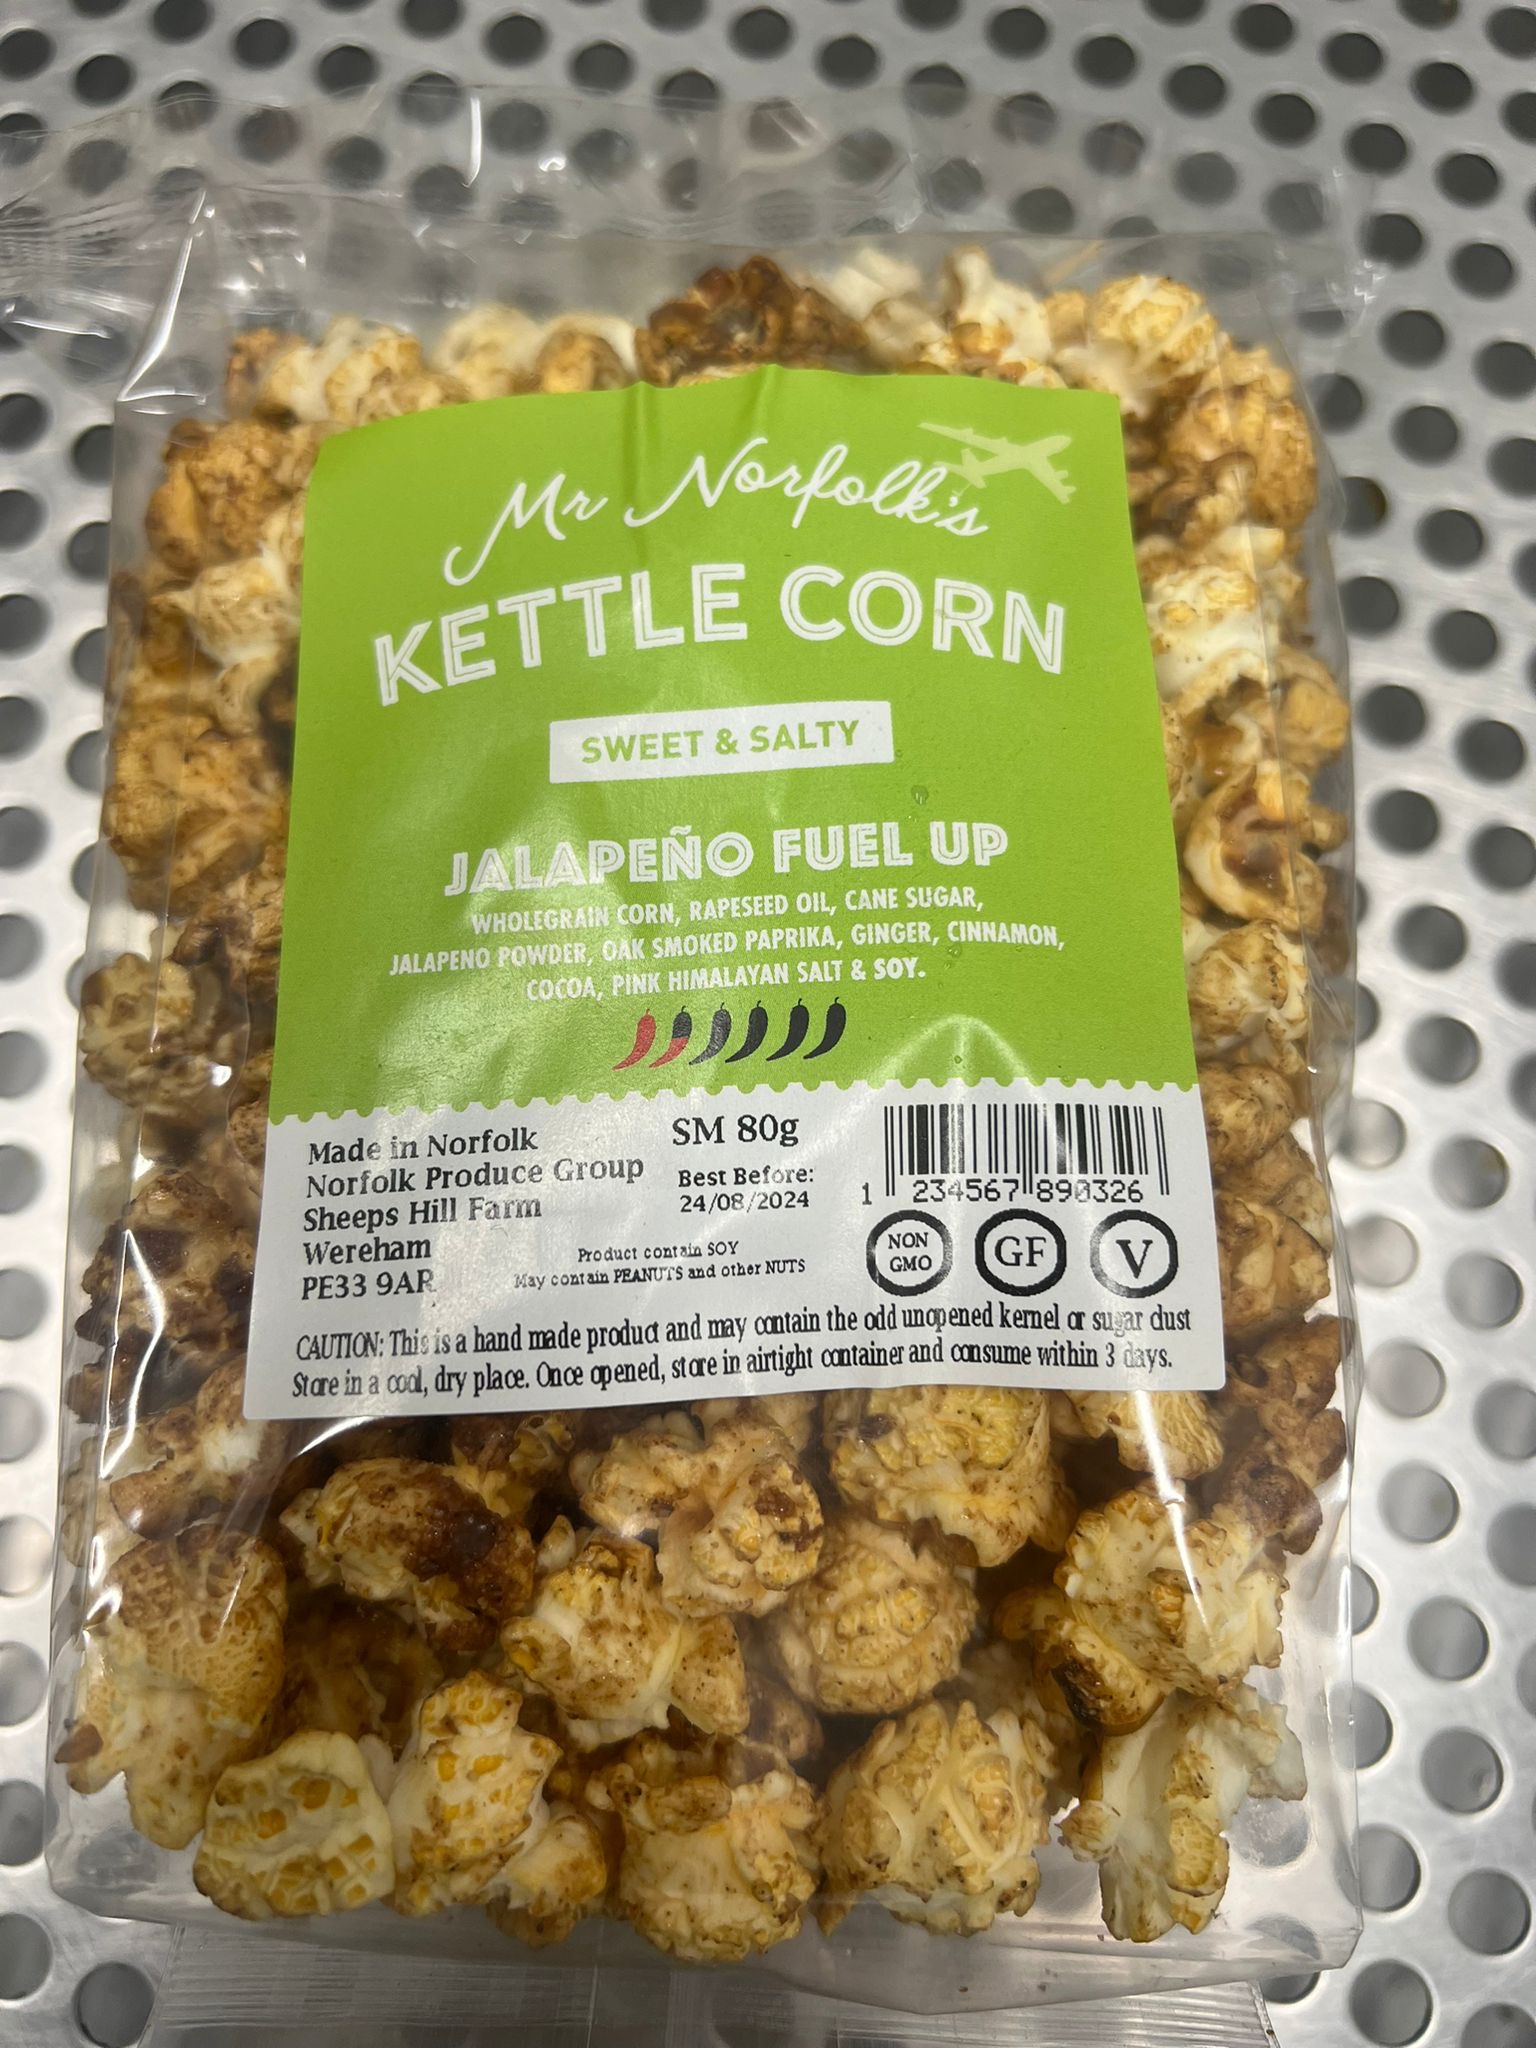 Mr Norfolk's
KETTLE CORN
SWEET & SALTY
JALAPEÑO FUEL UP
WHOLEGRAIN CORN, RAPESEED OIL, CANE SUGAR,
JALAPENO POWDER, OAK SMOKED PAPRIKA, GINGER, CINNAMON,
COCOA, PINK HIMALAYAN SALT & SOY.
Made in Norfolk
Norfolk Produce Group
Sheeps Hill Farm
Wereham
PE33 9AR
SM 80g
Best Before:
24/08/2024
Product contain SOY
May contain PEANUTS and other NUTS
1 234567 890326
NON
GMO
GF
V
CAUTION: This is a hand made product and may contain the odd unopened kernel or sugar dust
Store in a cool, dry place. Once opened, store in airtight container and consume within 3 days.